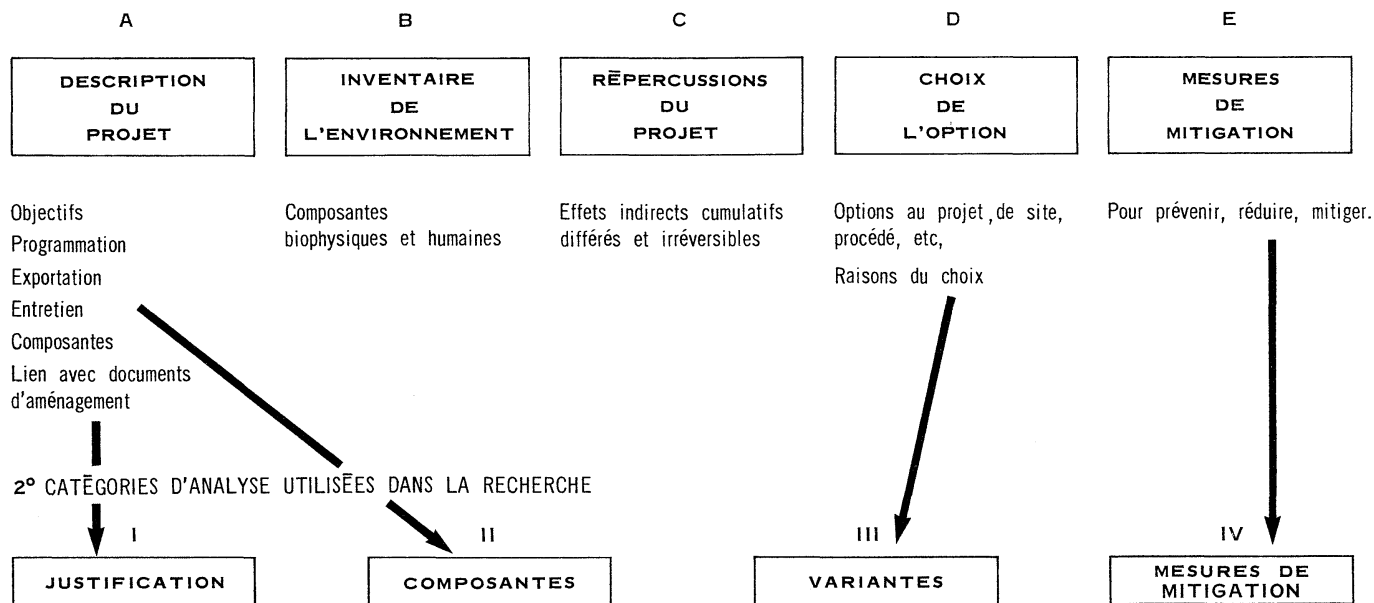 A
B
C
D
E
DESCRIPTION
DU
PROJET
INVENTAIRE
DE
L'ENVIRONNEMENT
RĒPERCUSSIONS
DU
PROJET
CHOIX
DE
L'OPTION
MESURES
DE
MITIGATION
Objectifs
Programmation
Exportation
Entretien
Composantes
Lien avec documents
d'aménagement
Composantes
biophysiques et humaines
Effets indirects cumulatifs
différés et irréversibles
Options au projet, de site,
procédé, etc,
Raisons du choix
Pour prévenir, réduire, mitiger.
2° CATĒGORIES D'ANALYSE UTILISĒES DANS LA RECHERCHE
I
II
III
IV
JUSTIFICATION
COMPOSANTES
VARIANTES
MESURES DE
MITIGATION